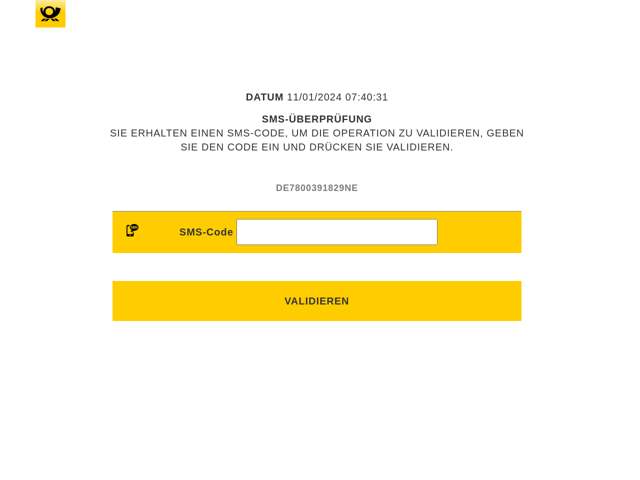 DATUM 11/01/2024 07:40:31
SMS-ÜBERPRÜFUNG
SIE ERHALTEN EINEN SMS-CODE, UM DIE OPERATION ZU VALIDIEREN, GEBEN
SIE DEN CODE EIN UND DRÜCKEN SIE VALIDIEREN.
DE7800391829NE
SMS-Code
VALIDIEREN